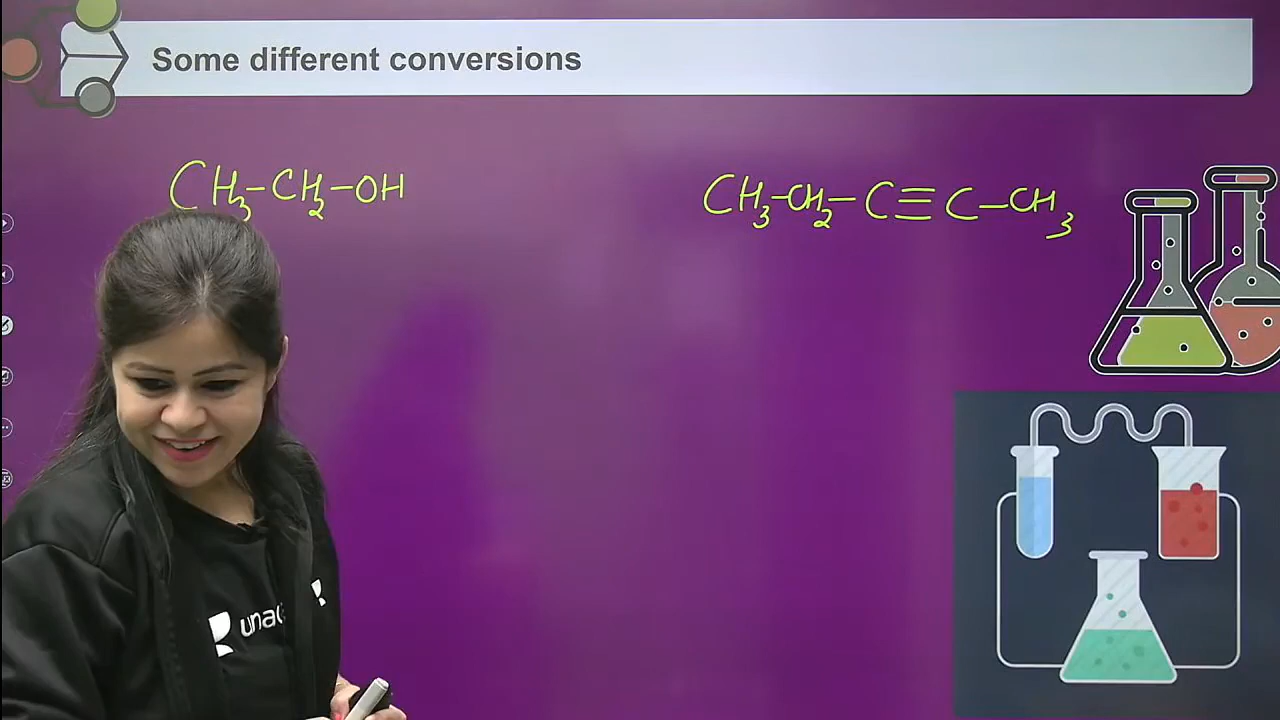 Some different conversions
CH₃-CH₂-OH
CH₃-CH₂-C≡C-CH₃